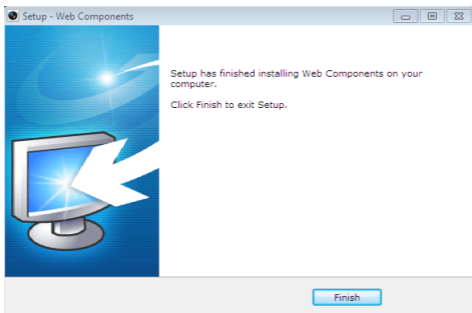 Setup - Web Components
Setup has finished installing Web Components on your
computer.
Click Finish to exit Setup.
Finish